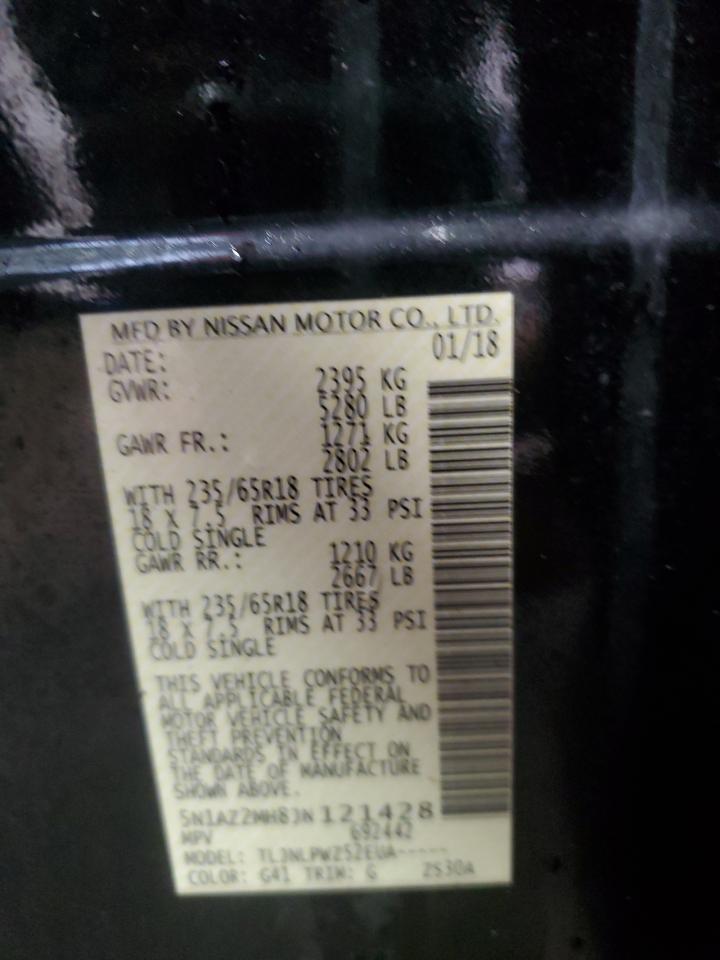 MFD BY NISSAN MOTOR CO., LTD.
DATE: 01/18
GVWR: 2395 KG
5280 LB
GAWR FR.: 1271 KG
2802 LB
WITH 235/65R18 TIRES
18 X 7.5 RIMS AT 33 PSI
COLD SINGLE
GAWR RR.: 1210 KG
2667 LB
WITH 235/65R18 TIRES
18 X 7.5 RIMS AT 33 PSI
COLD SINGLE
THIS VEHICLE CONFORMS TO
ALL APPLICABLE FEDERAL
MOTOR VEHICLE SAFETY AND
THEFT PREVENTION
STANDARDS IN EFFECT ON
THE DATE OF MANUFACTURE
SHOWN ABOVE.
5N1AZ2MH8JN121428
MPV 692442
MODEL: TLJNLPWZ52EUA-----
COLOR: G41 TRIM: G ZS30A